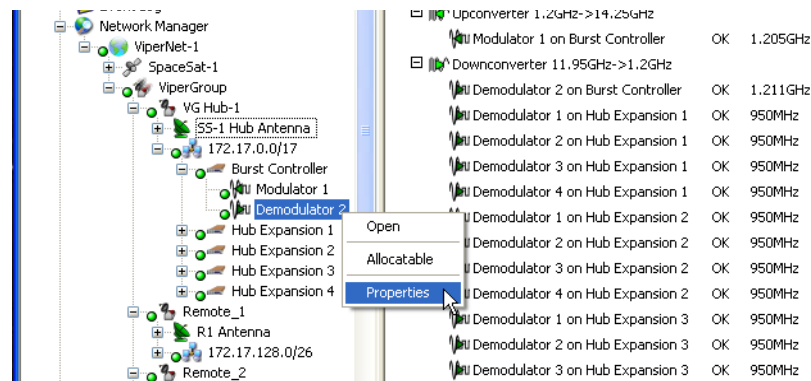 Event Log
Network Manager
ViperNet-1
SpaceSat-1
ViperGroup
VG Hub-1
SS-1 Hub Antenna
172.17.0.0/17
Burst Controller
Modulator 1
Demodulator 2
Hub Expansion 1
Hub Expansion 2
Hub Expansion 3
Hub Expansion 4
Remote_1
R1 Antenna
172.17.128.0/26
Remote_2
Open
Allocatable
Properties
Upconverter 1.2GHz->14.25GHz
Modulator 1 on Burst Controller OK 1.205GHz
Downconverter 11.95GHz->1.2GHz
Demodulator 2 on Burst Controller OK 1.211GHz
Demodulator 1 on Hub Expansion 1 OK 950MHz
Demodulator 2 on Hub Expansion 1 OK 950MHz
Demodulator 3 on Hub Expansion 1 OK 950MHz
Demodulator 4 on Hub Expansion 1 OK 950MHz
Demodulator 1 on Hub Expansion 2 OK 950MHz
Demodulator 2 on Hub Expansion 2 OK 950MHz
Demodulator 3 on Hub Expansion 2 OK 950MHz
Demodulator 4 on Hub Expansion 2 OK 950MHz
Demodulator 1 on Hub Expansion 3 OK 950MHz
Demodulator 2 on Hub Expansion 3 OK 950MHz
Demodulator 3 on Hub Expansion 3 OK 950MHz